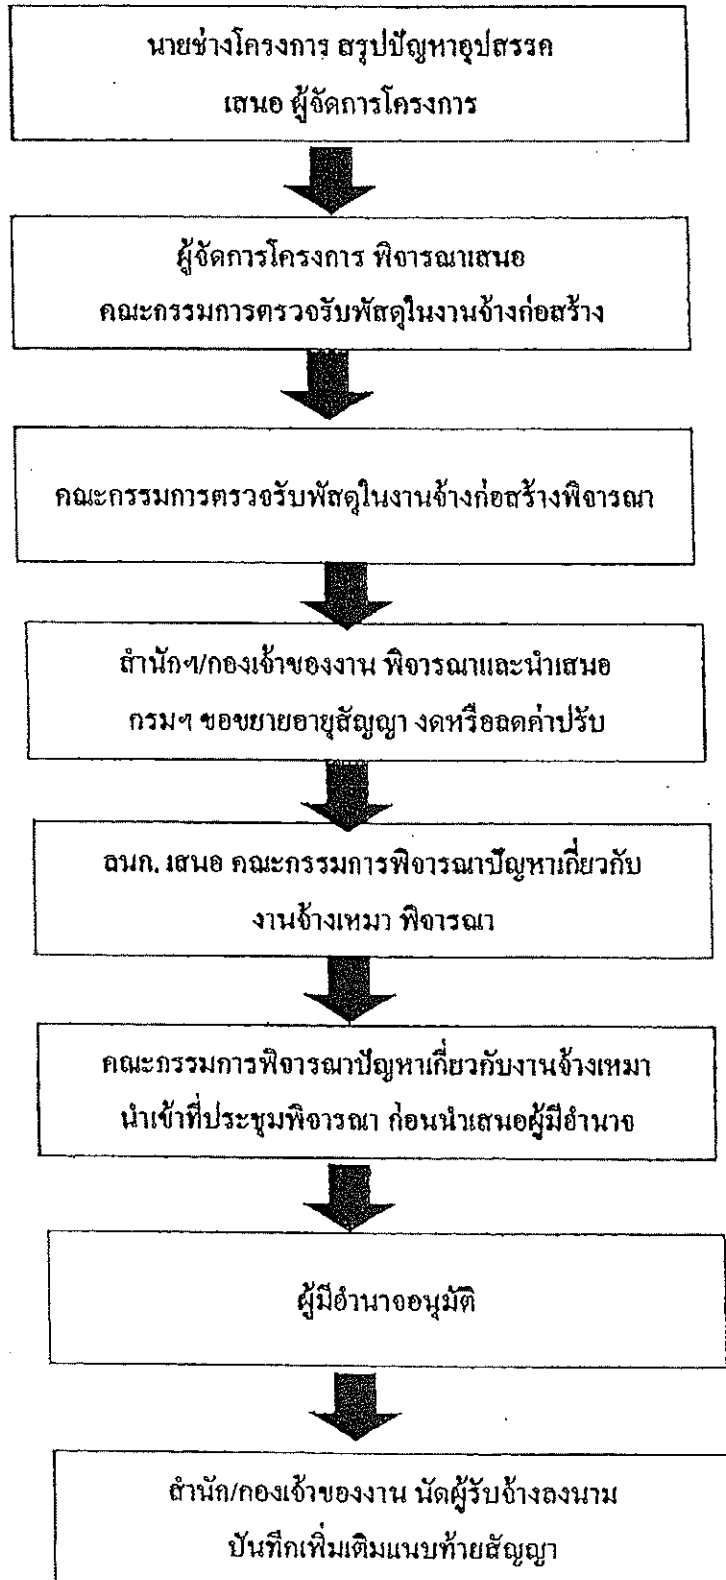 นายช่างโครงการ สรุปปัญหาอุปสรรค
เสนอ ผู้จัดการโครงการ
ผู้จัดการโครงการ พิจารณาเสนอ
คณะกรรมการตรวจรับพัสดุในงานจ้างก่อสร้าง
คณะกรรมการตรวจรับพัสดุในงานจ้างก่อสร้างพิจารณา
สำนักฯ/กองเจ้าของงาน พิจารณาและนำเสนอ
กรมฯ ขอขยายอายุสัญญา งดหรือลดค่าปรับ
ลนก. เสนอ คณะกรรมการพิจารณาปัญหาเกี่ยวกับ
งานจ้างเหมา พิจารณา
คณะกรรมการพิจารณาปัญหาเกี่ยวกับงานจ้างเหมา
นำเข้าที่ประชุมพิจารณา ก่อนนำเสนอผู้มีอำนาจ
ผู้มีอำนาจอนุมัติ
สำนัก/กองเจ้าของงาน นัดผู้รับจ้างลงนาม
บันทึกเพิ่มเติมแนบท้ายสัญญา